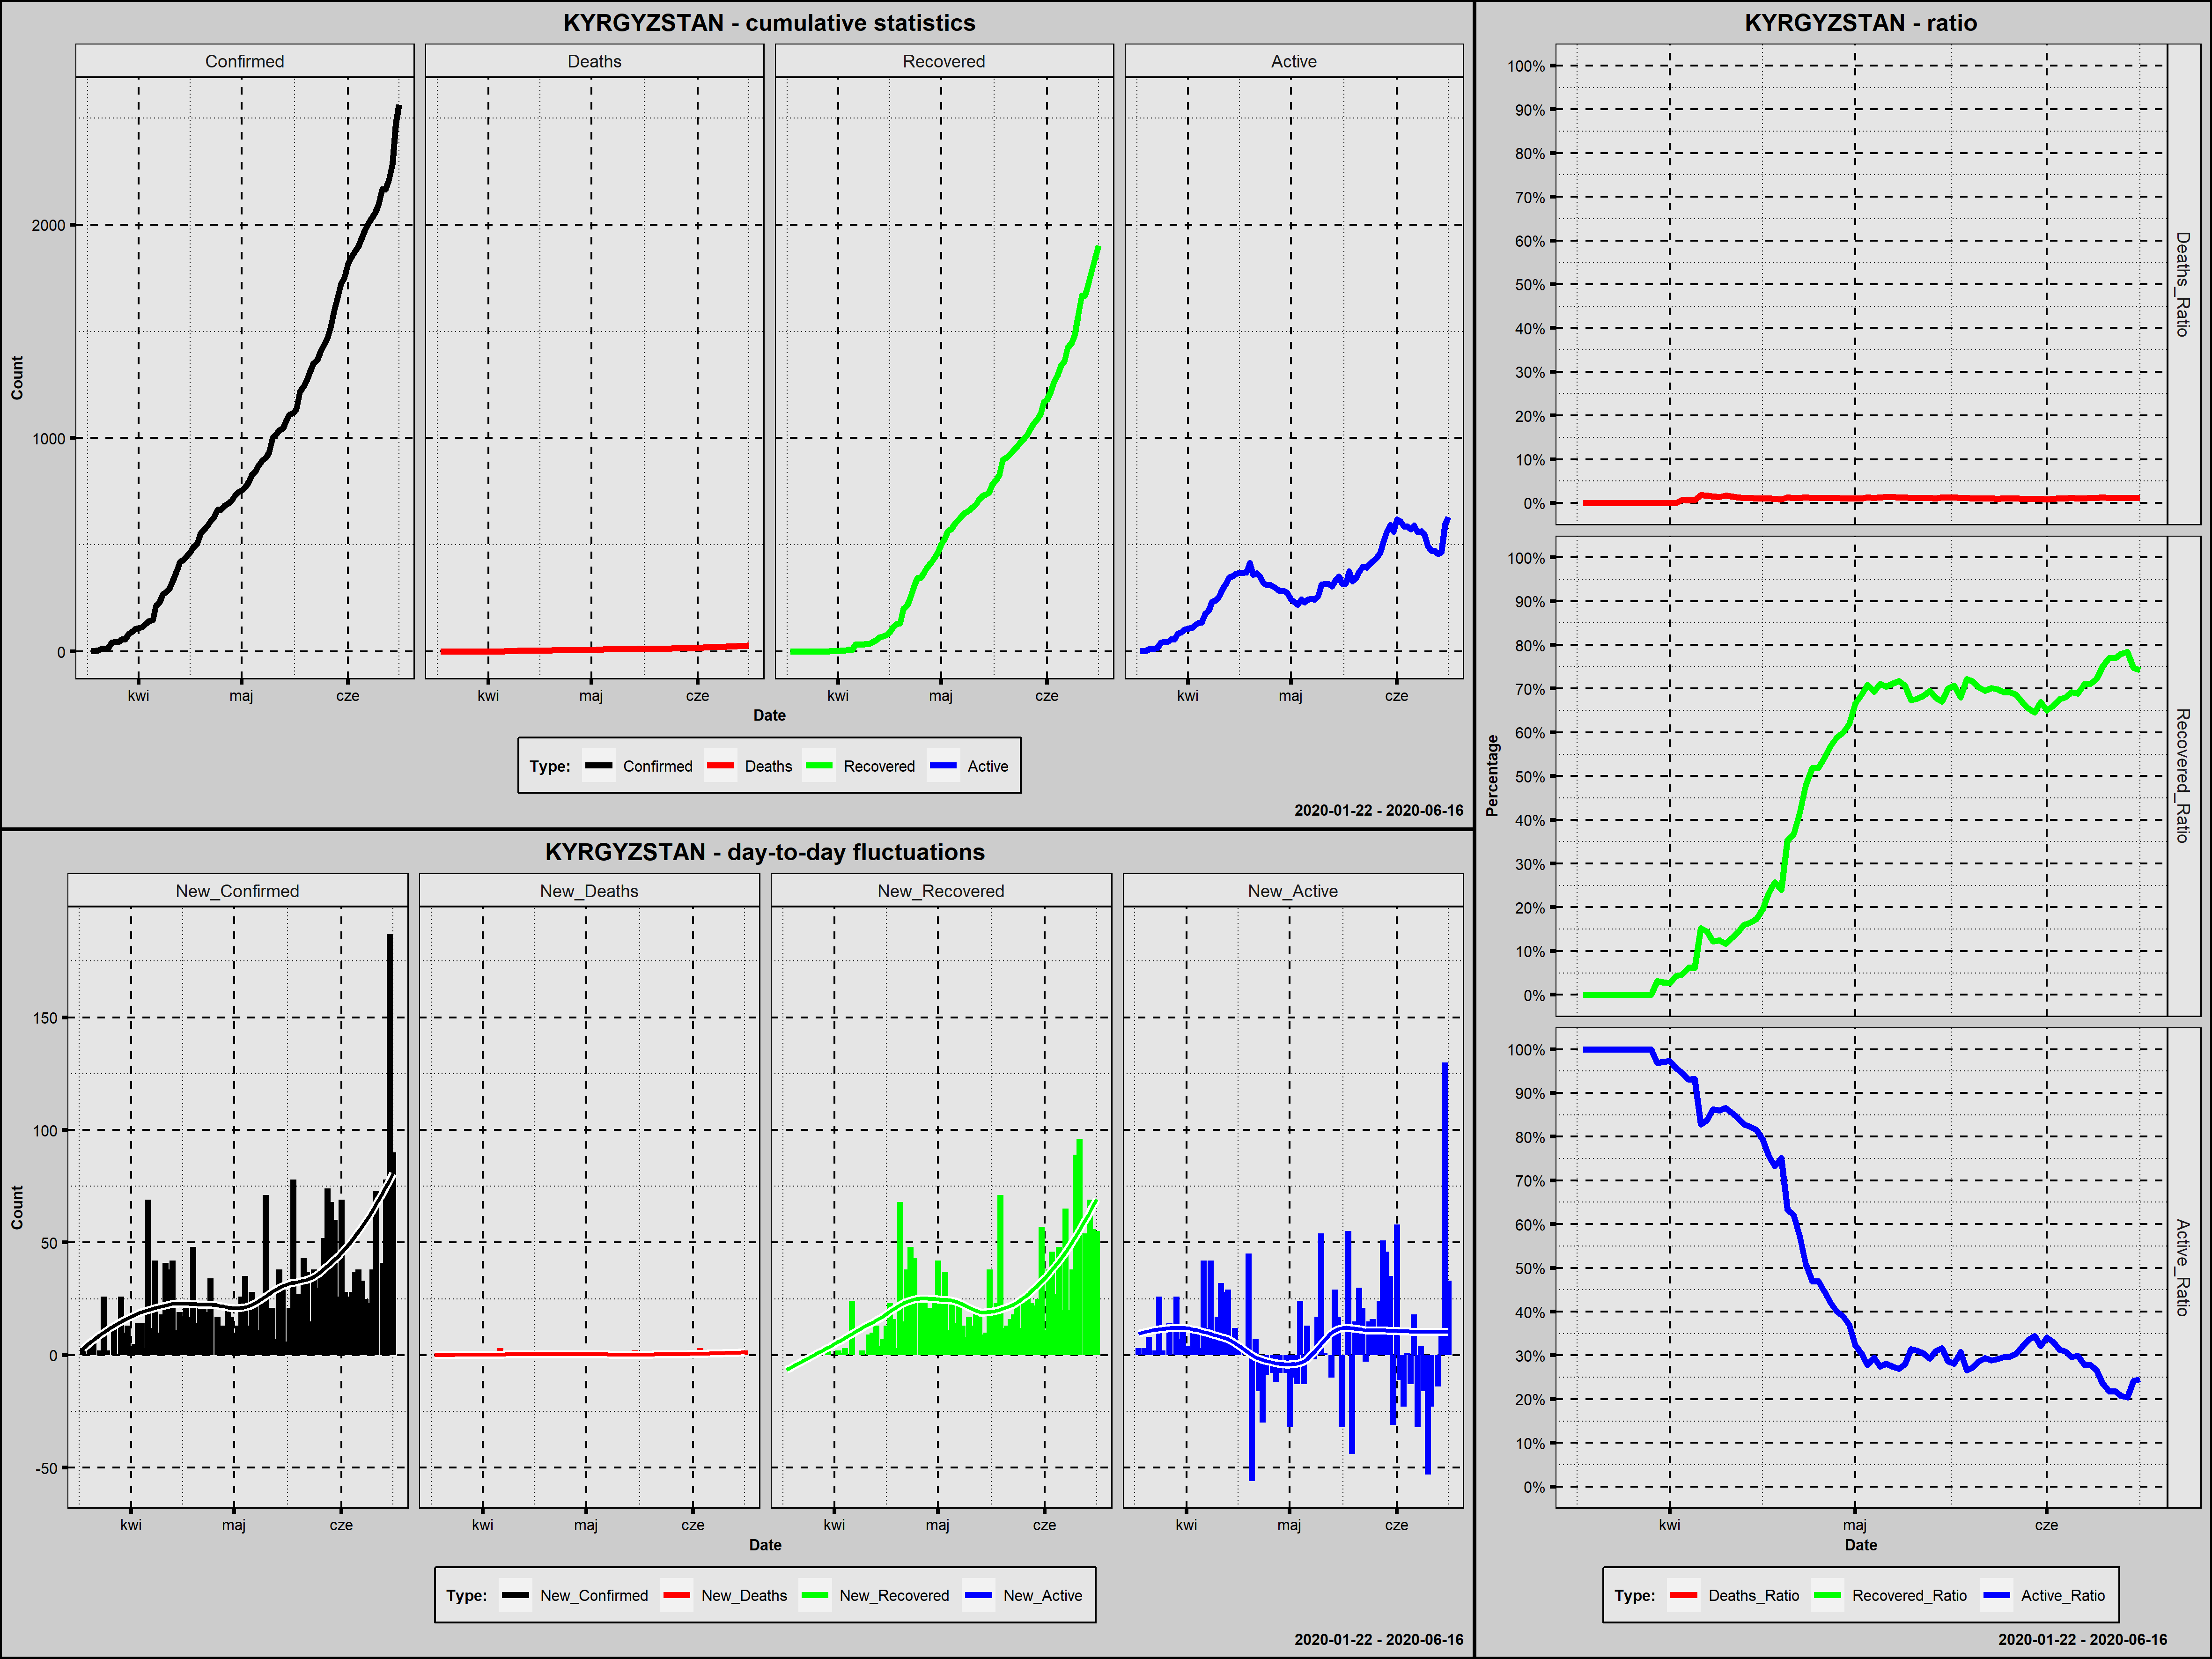 KYRGYZSTAN - cumulative statistics
Confirmed Deaths Recovered Active
Count
2000
1000
0
kwi maj cze kwi maj cze kwi maj cze kwi maj cze
Date
Type: Confirmed Deaths Recovered Active
2020-01-22 - 2020-06-16
KYRGYZSTAN - day-to-day fluctuations
New_Confirmed New_Deaths New_Recovered New_Active
Count
150
100
50
0
-50
kwi maj cze kwi maj cze kwi maj cze kwi maj cze
Date
Type: New_Confirmed New_Deaths New_Recovered New_Active
2020-01-22 - 2020-06-16
KYRGYZSTAN - ratio
Percentage
100%
90%
80%
70%
60%
50%
40%
30%
20%
10%
0%
Deaths_Ratio
100%
90%
80%
70%
60%
50%
40%
30%
20%
10%
0%
Recovered_Ratio
100%
90%
80%
70%
60%
50%
40%
30%
20%
10%
0%
Active_Ratio
kwi maj cze
Date
Type: Deaths_Ratio Recovered_Ratio Active_Ratio
2020-01-22 - 2020-06-16